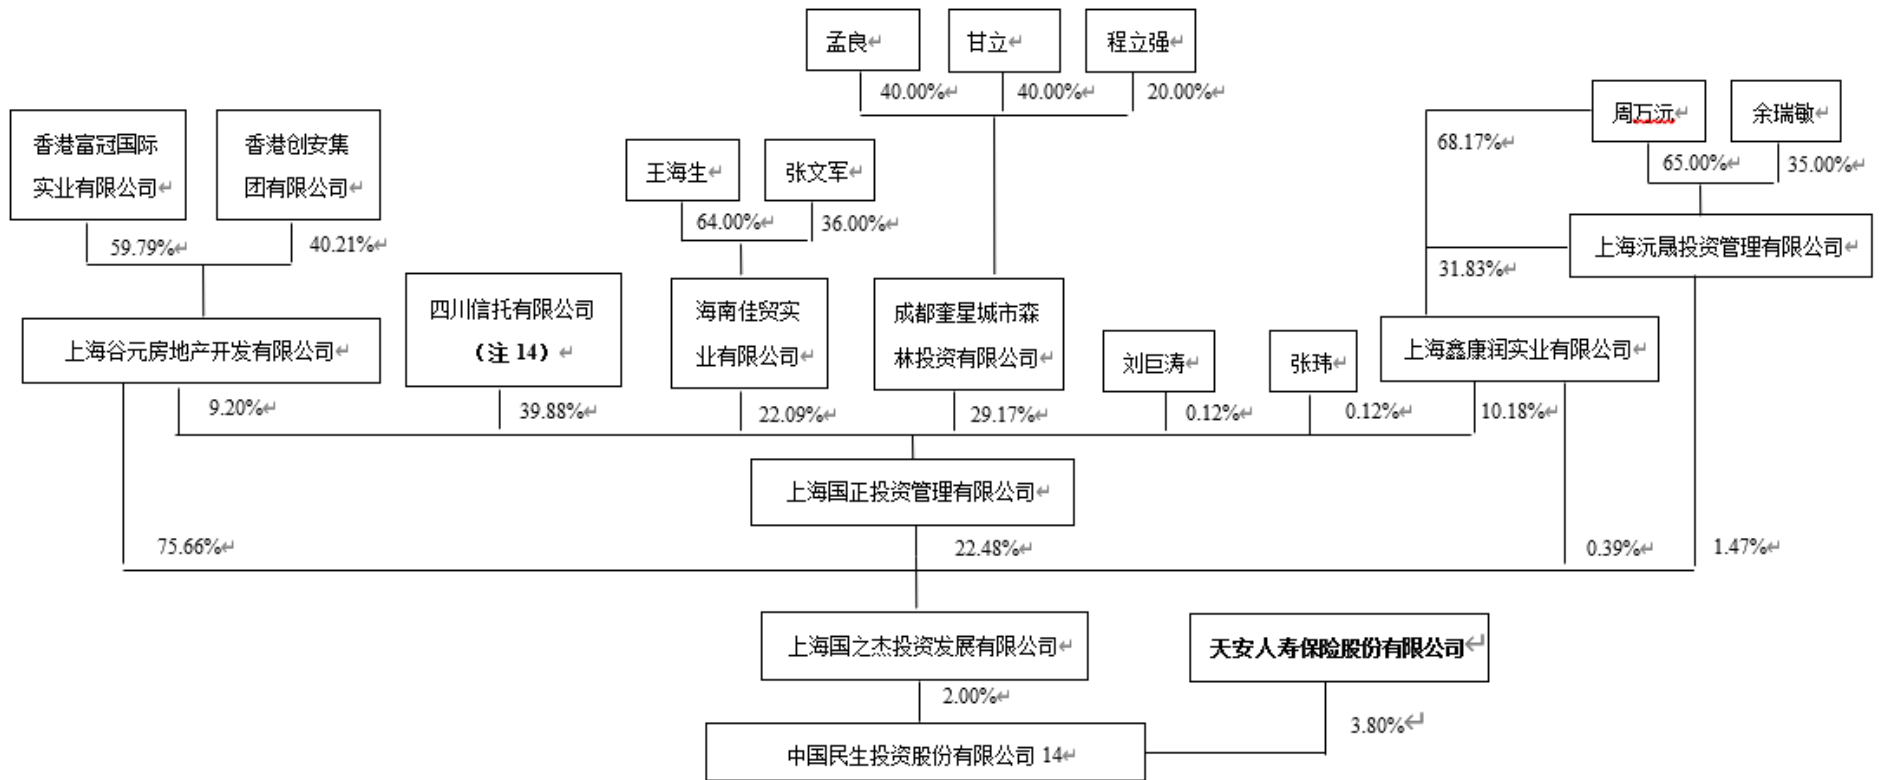 孟良
甘立
程立强
40.00%
40.00%
20.00%
周万沅
余瑞敏
68.17%
65.00%
35.00%
香港富冠国际
实业有限公司
香港创安集
团有限公司
王海生
张文军
64.00%
36.00%
59.79%
40.21%
上海沅晟投资管理有限公司
31.83%
四川信托有限公司
（注 14）
海南佳贸实
业有限公司
成都奎星城市森
林投资有限公司
上海谷元房地产开发有限公司
刘巨涛
张玮
上海鑫康润实业有限公司
9.20%
39.88%
22.09%
29.17%
0.12%
0.12%
10.18%
上海国正投资管理有限公司
75.66%
22.48%
0.39%
1.47%
上海国之杰投资发展有限公司
天安人寿保险股份有限公司
2.00%
3.80%
中国民生投资股份有限公司 14